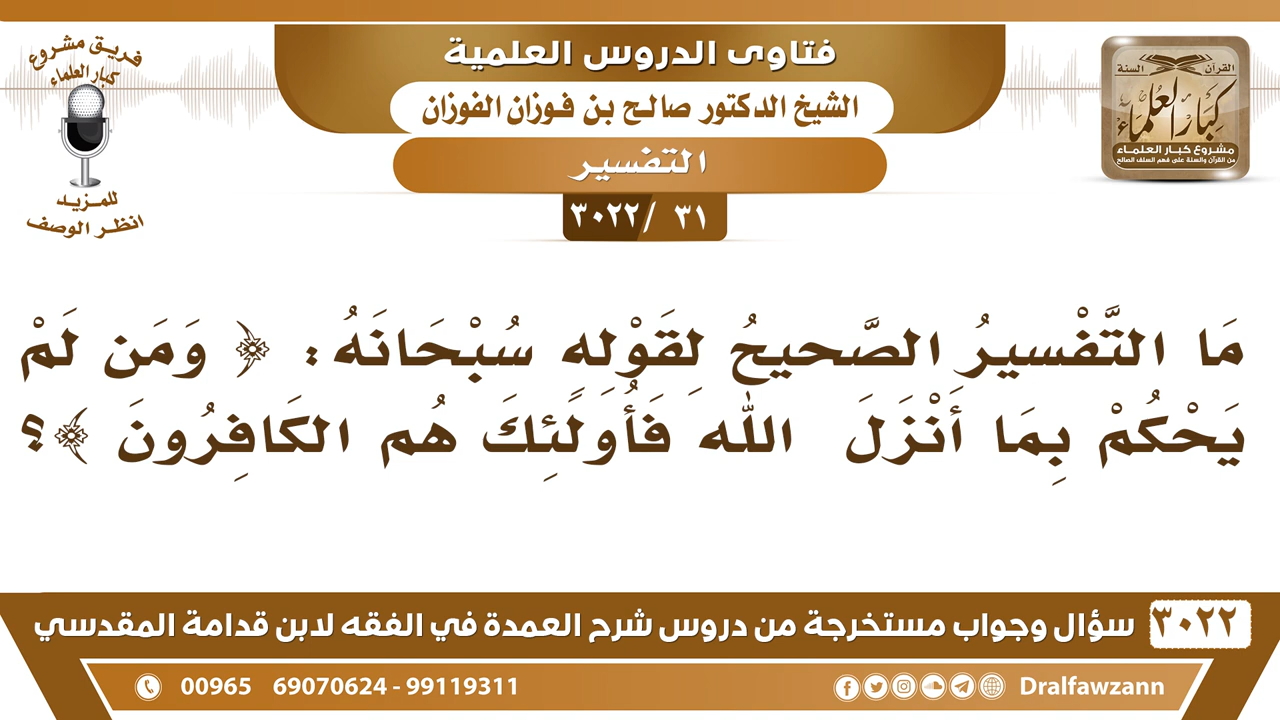 فتاوى الدروس العلمية
الشيخ الدكتور صالح بن فوزان الفوزان
التفسير
٣١ / ٣٠٢٢
فريق مشروع
كبار العلماء
للمزيد
انظر الوصف
القرآن السنة
كبار العلماء
مشروع كبار العلماء
من القرآن والسنة على فهم السلف الصالح
مَا التَّفْسِيرُ الصَّحيحُ لِقَوْلِهِ سُبْحَانَهُ: ﴿ وَمَن لَمْ
يَحْكُمْ بِمَا أَنْزَلَ اللّه فَأُولَئِكَ هُم الكَافِرُونَ ﴾؟
٣٠٢٢ سؤال وجواب مستخرجة من دروس شرح العمدة في الفقه لابن قدامة المقدسي
00965 69070624 - 99119311
Dralfawzann